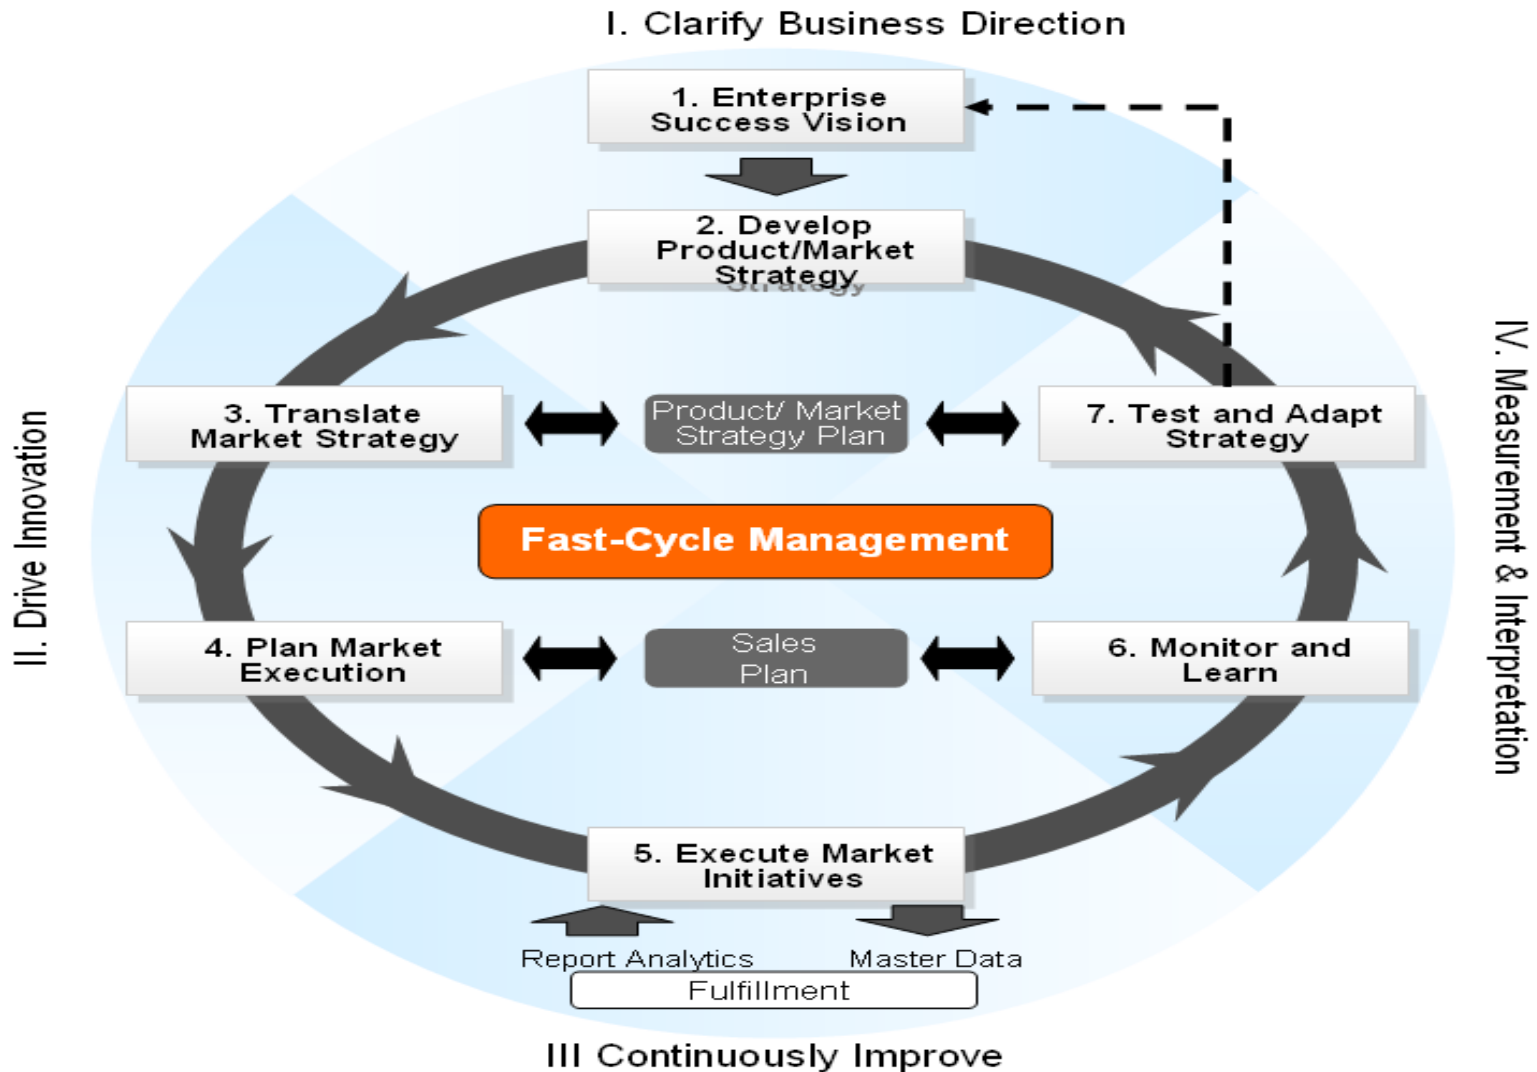 I. Clarify Business Direction
1. Enterprise
Success Vision
2. Develop
Product/Market
Strategy
3. Translate
Market Strategy
Product/ Market
Strategy Plan
7. Test and Adapt
Strategy
II. Drive Innovation
Fast-Cycle Management
IV. Measurement & Interpretation
4. Plan Market
Execution
Sales
Plan
6. Monitor and
Learn
5. Execute Market
Initiatives
Report Analytics
Master Data
Fulfillment
III Continuously Improve